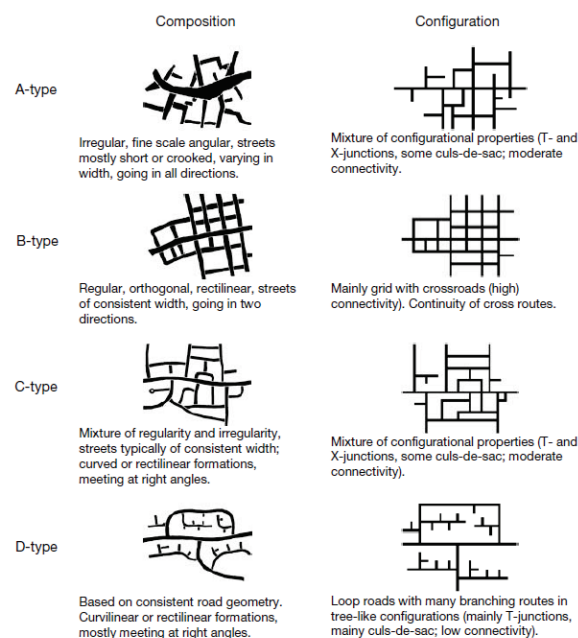 Composition
Configuration
A-type
Irregular, fine scale angular, streets
mostly short or crooked, varying in
width, going in all directions.
Mixture of configurational properties (T- and
X-junctions, some culs-de-sac; moderate
connectivity.
B-type
Regular, orthogonal, rectilinear, streets
of consistent width, going in two
directions.
Mainly grid with crossroads (high)
connectivity). Continuity of cross routes.
C-type
Mixture of regularity and irregularity,
streets typically of consistent width;
curved or rectilinear formations,
meeting at right angles.
Mixture of configurational properties (T- and
X-junctions, some culs-de-sac; moderate
connectivity).
D-type
Based on consistent road geometry.
Curvilinear or rectilinear formations,
mostly meeting at right angles.
Loop roads with many branching routes in
tree-like configurations (mainly T-junctions,
mainy culs-de-sac; low connectivity).